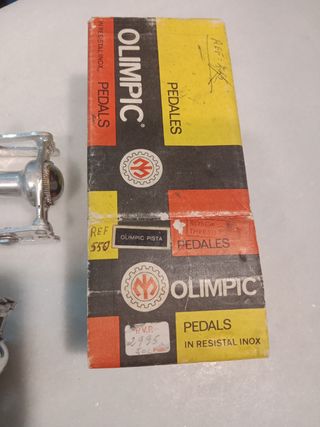 OLIMPIC®
IN RESISTAL INOX
PEDALS
PEDALES
REF
550
OLIMPIC PISTA
PEDALES
OLIMPIC
PEDALS
IN RESISTAL INOX
P.V.P.
2995